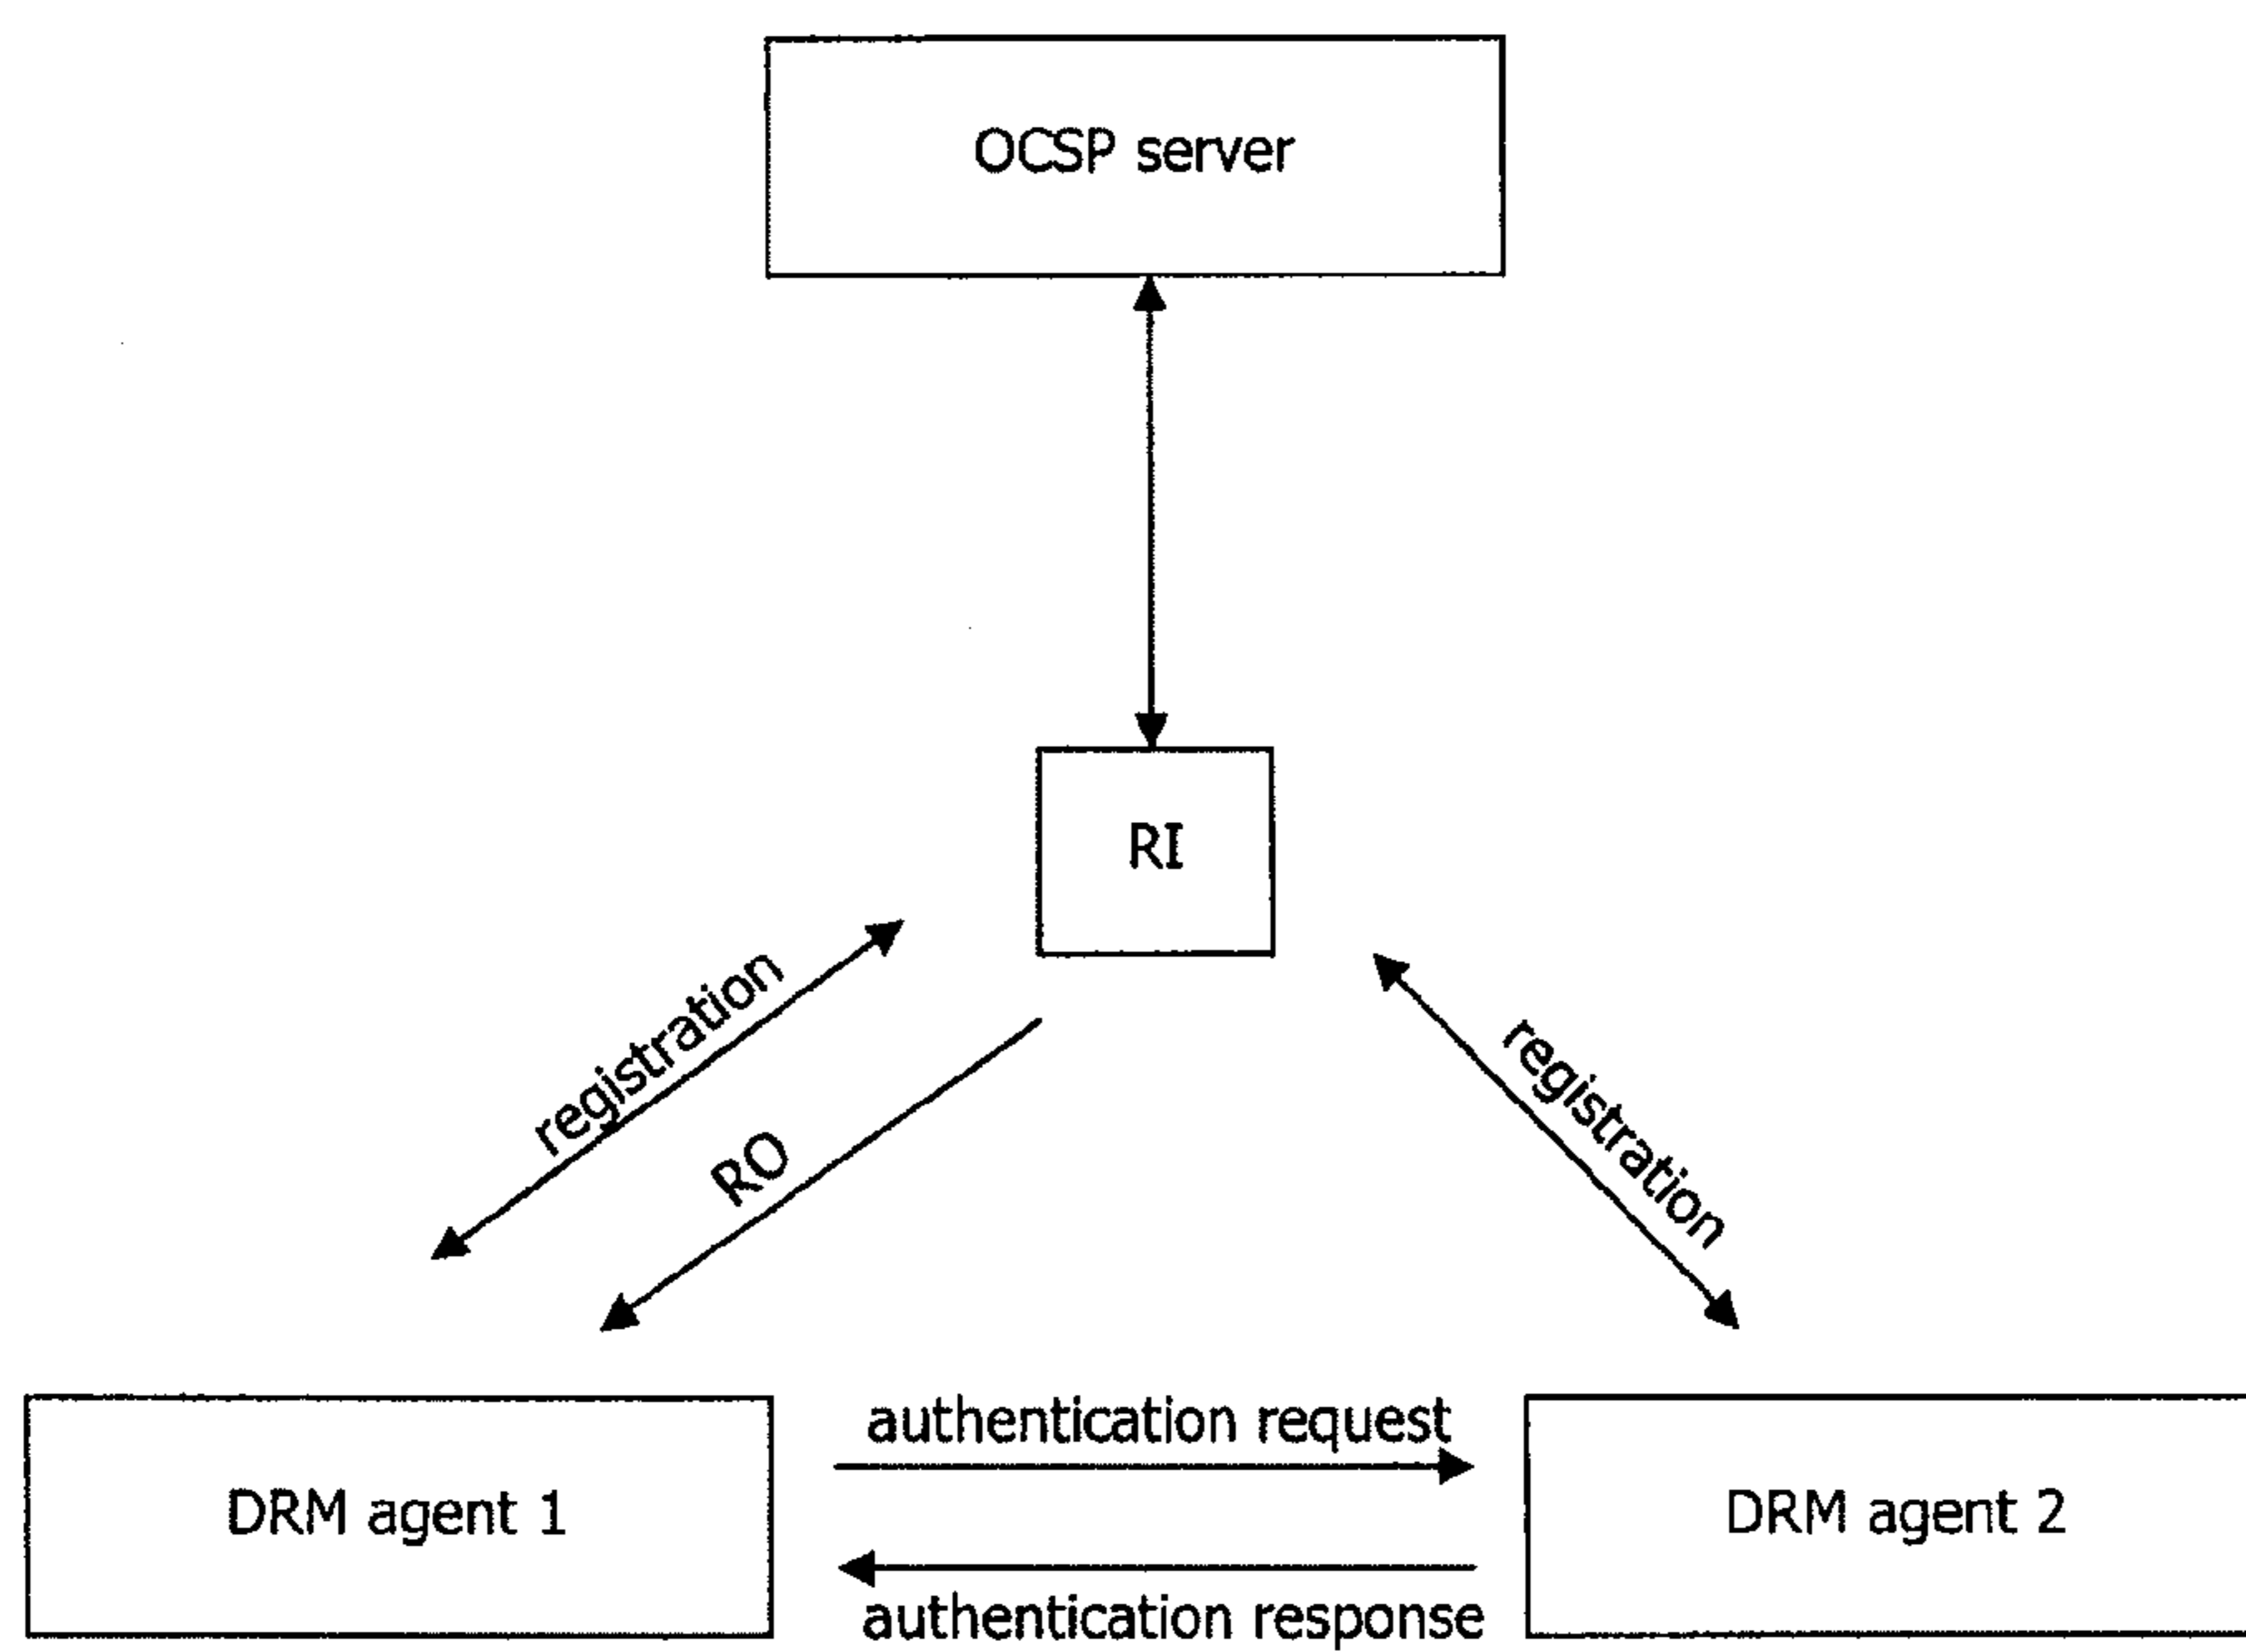 OCSP server
RI
registration
RO
registration
authentication request
DRM agent 1
DRM agent 2
authentication response